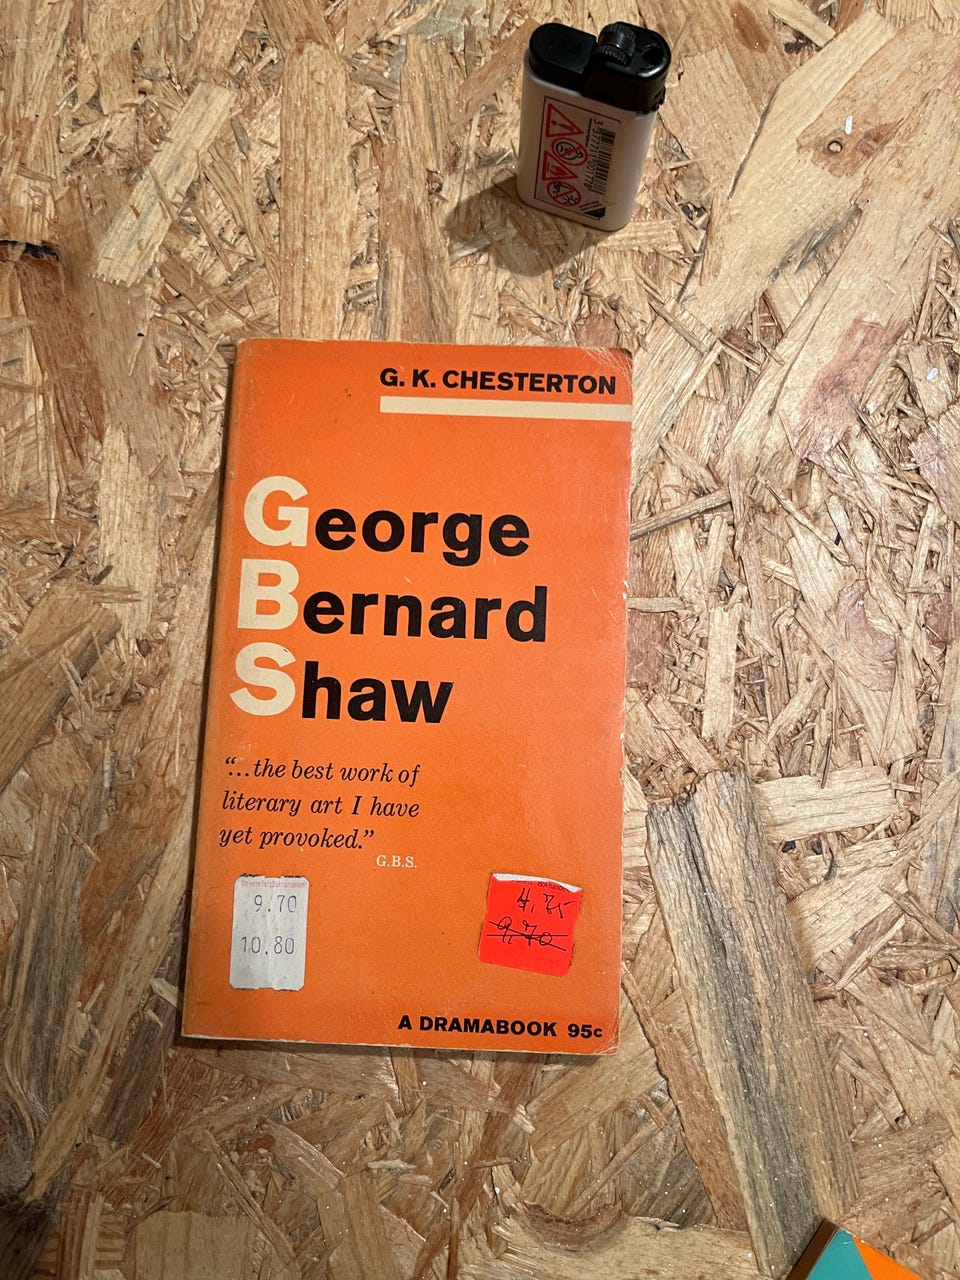 G. K. CHESTERTON
George
Bernard
Shaw
“...the best work of
literary art I have
yet provoked.”
G.B.S.
9.70
10.80
4,75
9.70
A DRAMABOOK 95c